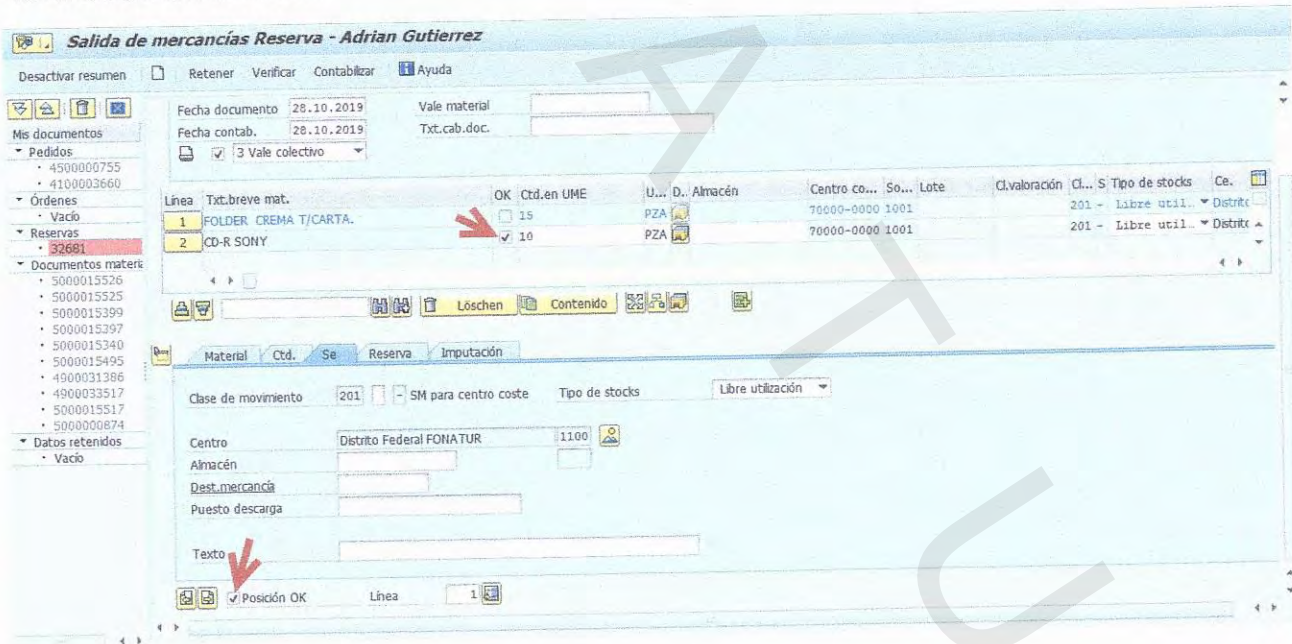 Salida de mercancías Reserva - Adrian Gutierrez
Desactivar resumen Retener Verificar Contabilizar Ayuda
Fecha documento 28.10.2019 Vale material
Fecha contab. 28.10.2019 Txt.cab.doc.
3 Vale colectivo
Mis documentos
Pedidos
4500000755
4100003660
Órdenes
Vacío
Reservas
32681
Documentos materia
5000015526
5000015525
5000015399
5000015397
5000015340
5000015495
4900031386
4900033517
5000015517
5000000874
Datos retenidos
Vacío
Línea Txt.breve mat. OK Ctd.en UME U... D.. Almacén Centro co... So... Lote Cl.valoración Cl... S Tipo de stocks Ce.
1 FOLDER CREMA T/CARTA. 15 PZA 70000-0000 1001 201 - Libre util.. Distrito
2 CD-R SONY 10 PZA 70000-0000 1001 201 - Libre util.. Distrito
Löschen Contenido
Material Ctd. Se Reserva Imputación
Clase de movimiento 201 - SM para centro coste Tipo de stocks Libre utilización
Centro Distrito Federal FONATUR 1100
Almacén
Dest.mercancía
Puesto descarga
Texto
Posición OK Línea 1
A
T
U